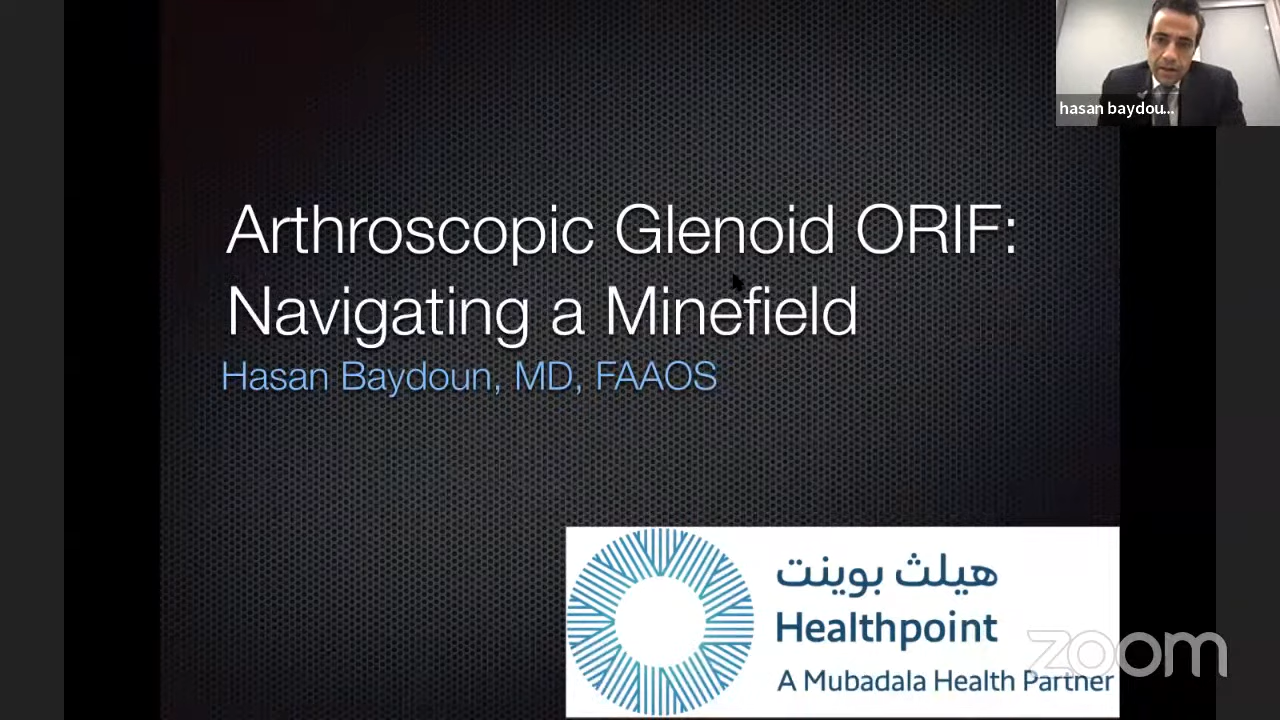 hasan baydou...
Arthroscopic Glenoid ORIF:
Navigating a Minefield
Hasan Baydoun, MD, FAAOS
هيلث بوينت
Healthpoint
A Mubadala Health Partner
zoom